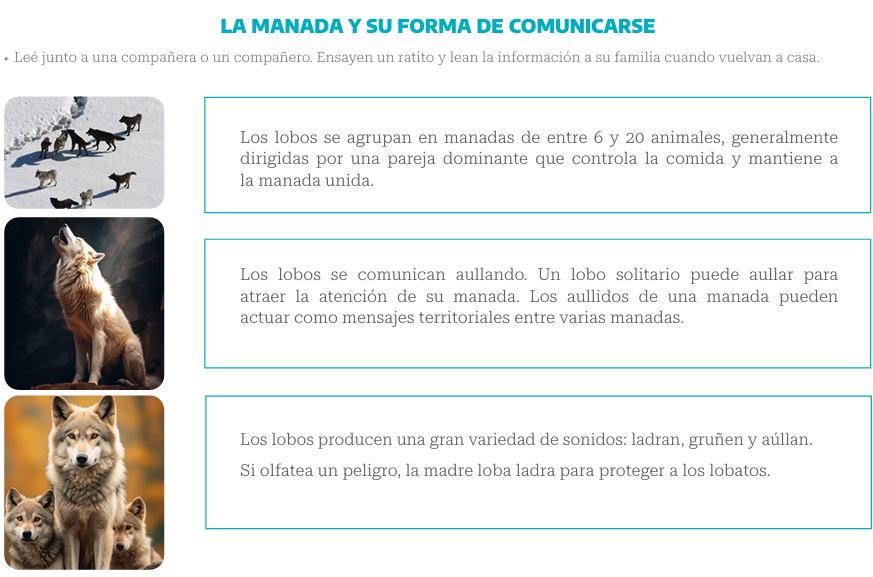 LA MANADA Y SU FORMA DE COMUNICARSE
• Leé junto a una compañera o un compañero. Ensayen un ratito y lean la información a su familia cuando vuelvan a casa.
Los lobos se agrupan en manadas de entre 6 y 20 animales, generalmente
dirigidas por una pareja dominante que controla la comida y mantiene a
la manada unida.
Los lobos se comunican aullando. Un lobo solitario puede aullar para
atraer la atención de su manada. Los aullidos de una manada pueden
actuar como mensajes territoriales entre varias manadas.
Los lobos producen una gran variedad de sonidos: ladran, gruñen y aúllan.
Si olfatea un peligro, la madre loba ladra para proteger a los lobatos.